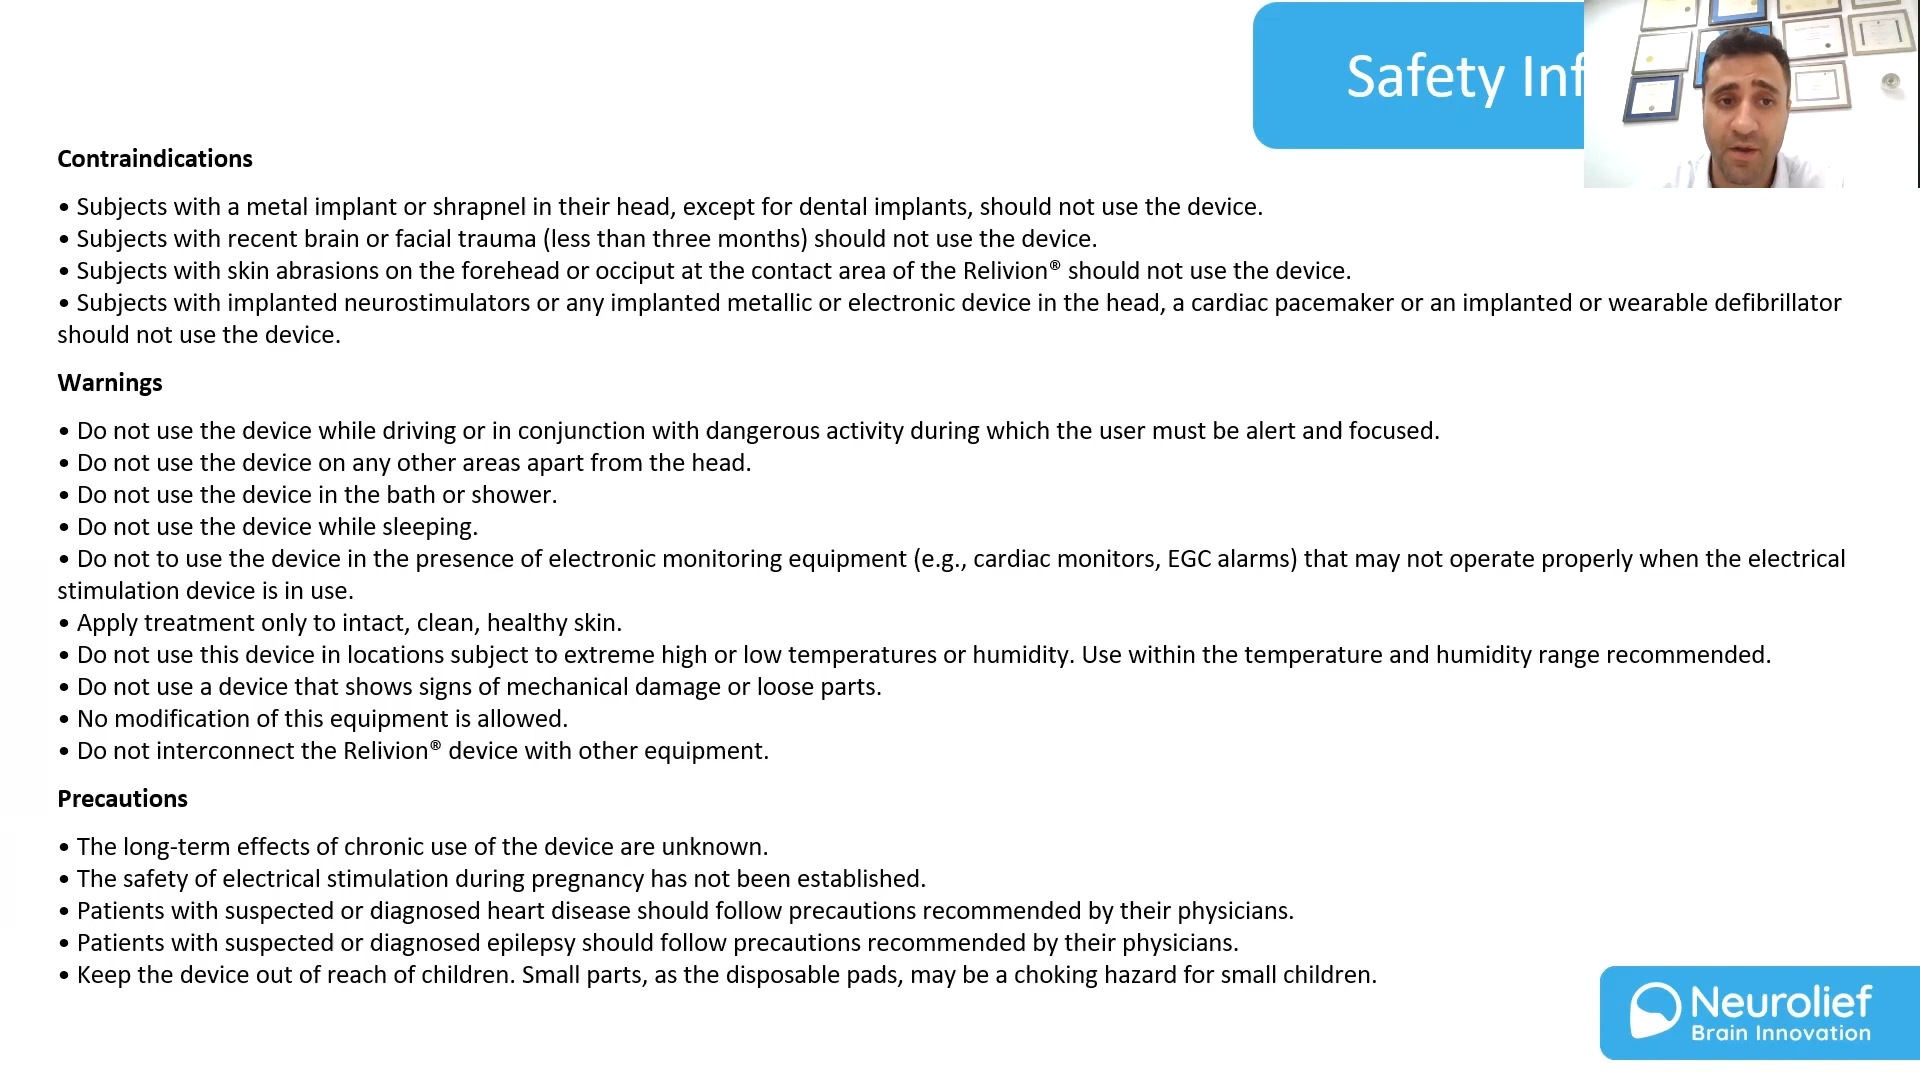 Safety Inf
Contraindications
• Subjects with a metal implant or shrapnel in their head, except for dental implants, should not use the device.
• Subjects with recent brain or facial trauma (less than three months) should not use the device.
• Subjects with skin abrasions on the forehead or occiput at the contact area of the Relivion® should not use the device.
• Subjects with implanted neurostimulators or any implanted metallic or electronic device in the head, a cardiac pacemaker or an implanted or wearable defibrillator
should not use the device.
Warnings
• Do not use the device while driving or in conjunction with dangerous activity during which the user must be alert and focused.
• Do not use the device on any other areas apart from the head.
• Do not use the device in the bath or shower.
• Do not use the device while sleeping.
• Do not to use the device in the presence of electronic monitoring equipment (e.g., cardiac monitors, EGC alarms) that may not operate properly when the electrical
stimulation device is in use.
• Apply treatment only to intact, clean, healthy skin.
• Do not use this device in locations subject to extreme high or low temperatures or humidity. Use within the temperature and humidity range recommended.
• Do not use a device that shows signs of mechanical damage or loose parts.
• No modification of this equipment is allowed.
• Do not interconnect the Relivion® device with other equipment.
Precautions
• The long-term effects of chronic use of the device are unknown.
• The safety of electrical stimulation during pregnancy has not been established.
• Patients with suspected or diagnosed heart disease should follow precautions recommended by their physicians.
• Patients with suspected or diagnosed epilepsy should follow precautions recommended by their physicians.
• Keep the device out of reach of children. Small parts, as the disposable pads, may be a choking hazard for small children.
Neurolief
Brain Innovation